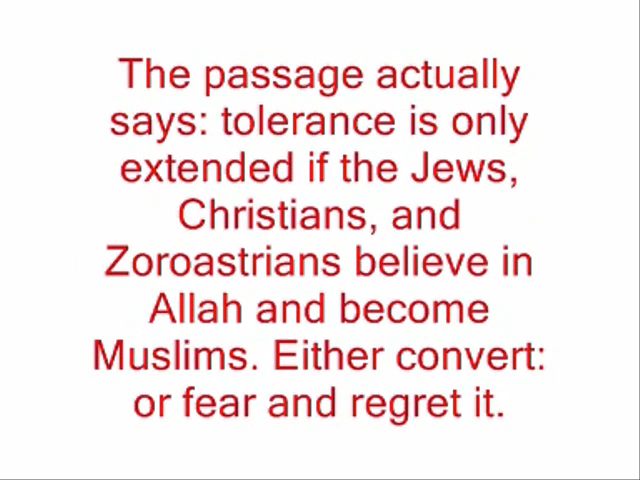 The passage actually
says: tolerance is only
extended if the Jews,
Christians, and
Zoroastrians believe in
Allah and become
Muslims. Either convert:
or fear and regret it.